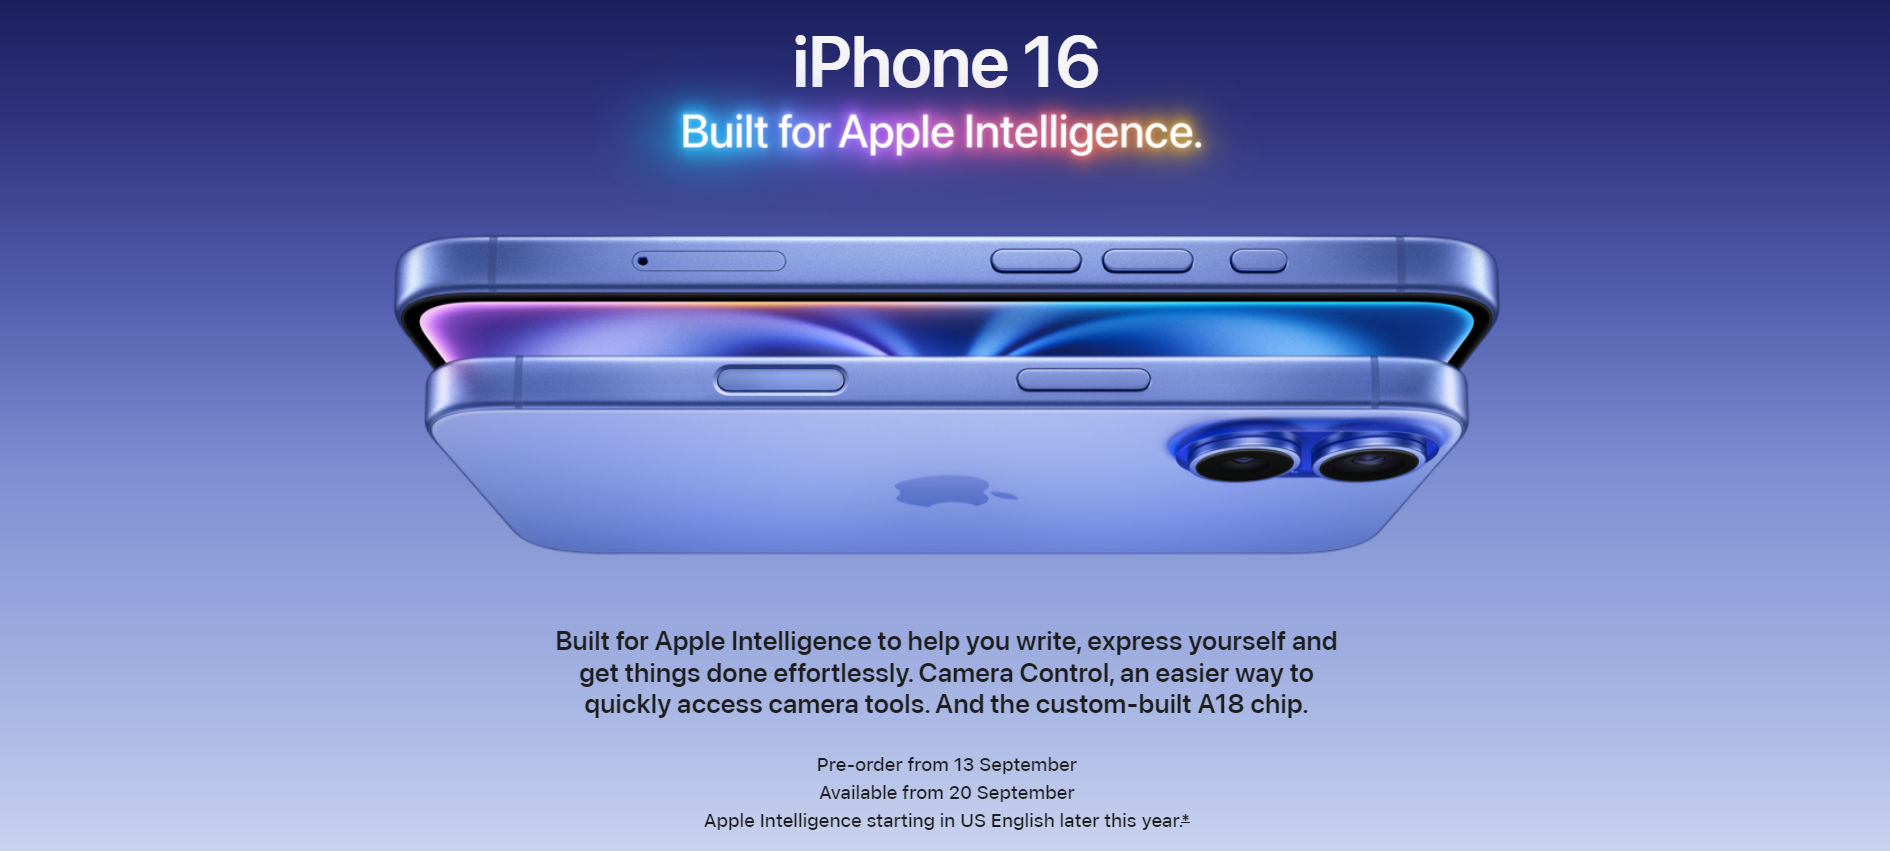 iPhone 16
Built for Apple Intelligence.
Built for Apple Intelligence to help you write, express yourself and
get things done effortlessly. Camera Control, an easier way to
quickly access camera tools. And the custom-built A18 chip.
Pre-order from 13 September
Available from 20 September
Apple Intelligence starting in US English later this year.*